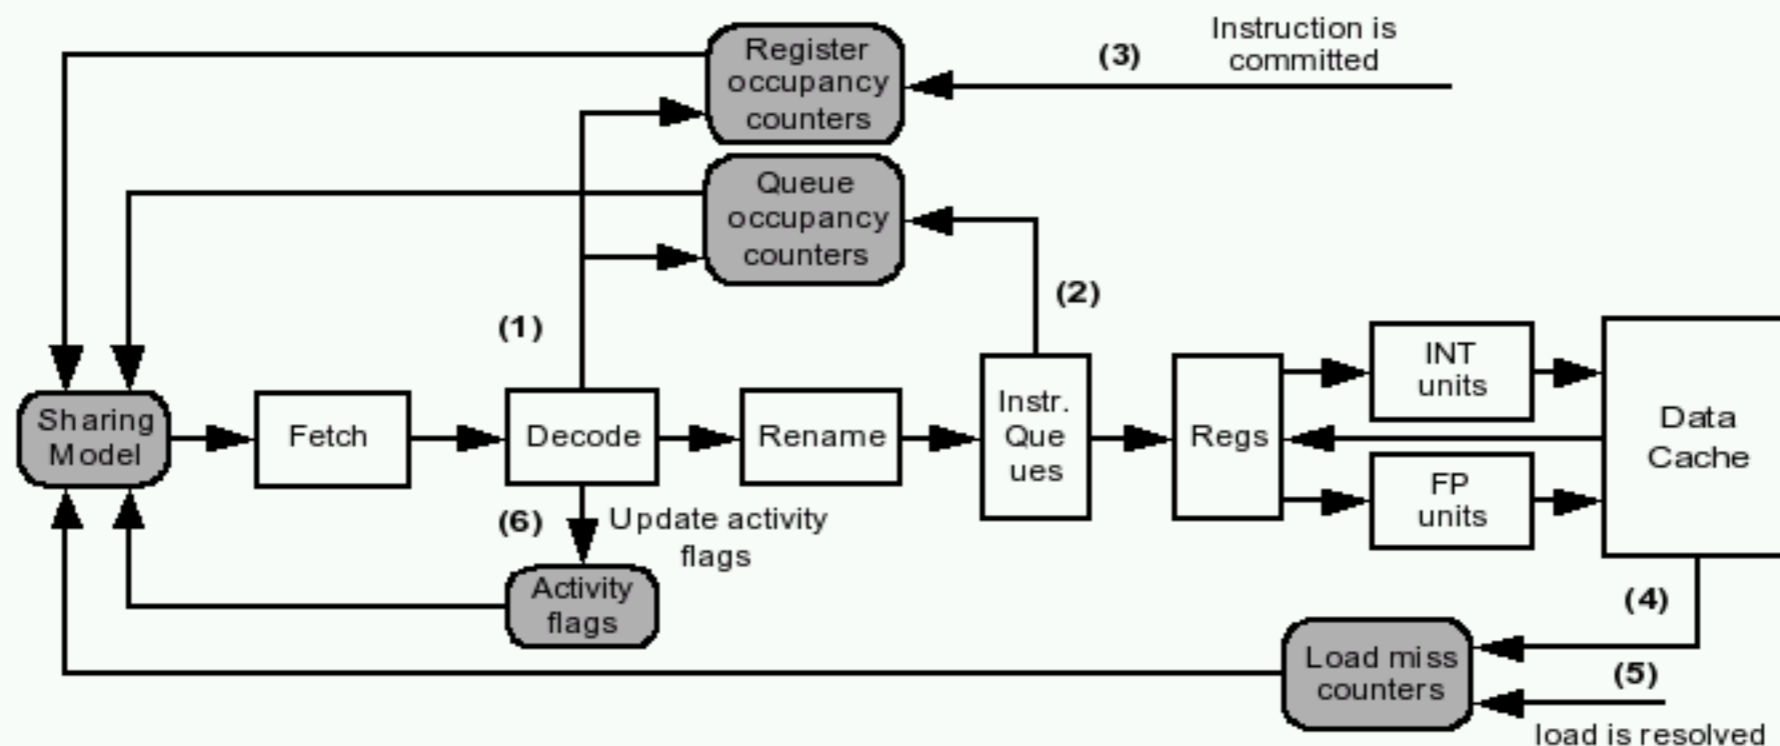 Instruction is
committed
(3)
Register
occupancy
counters
Queue
occupancy
counters
(2)
(1)
Sharing
Model
Fetch
Decode
Rename
Instr.
Que
ues
Regs
INT
units
FP
units
Data
Cache
(6)
Update activity
flags
Activity
flags
(4)
Load miss
counters
(5)
load is resolved